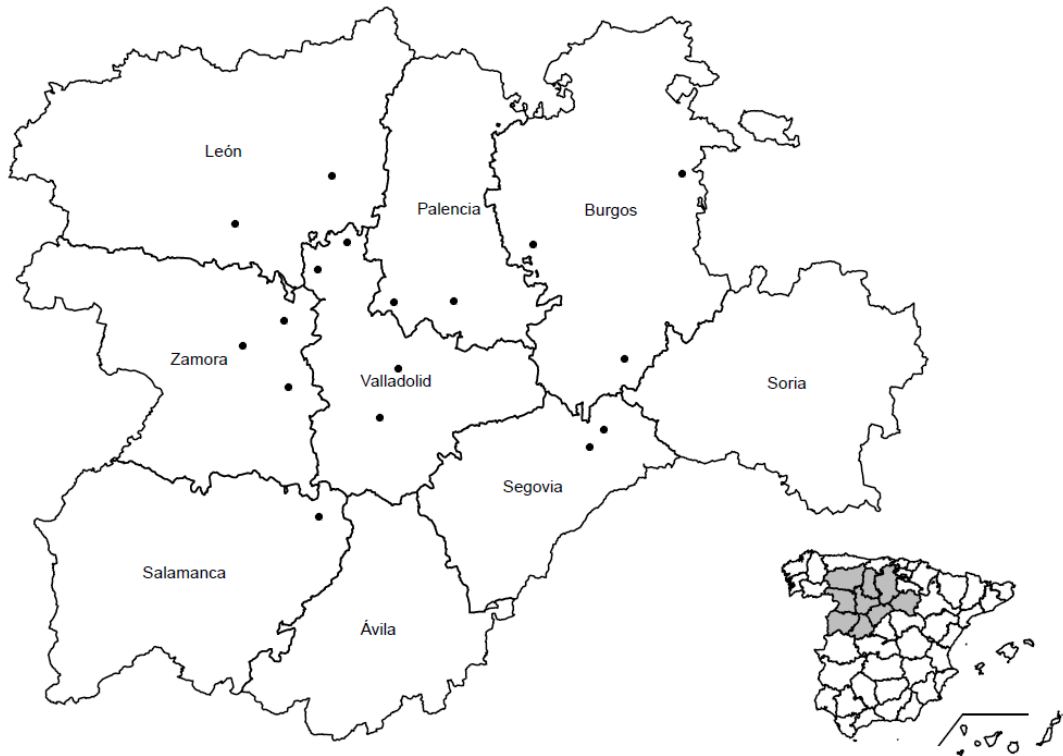 León
Palencia
Burgos
Zamora
Valladolid
Soria
Segovia
Salamanca
Ávila